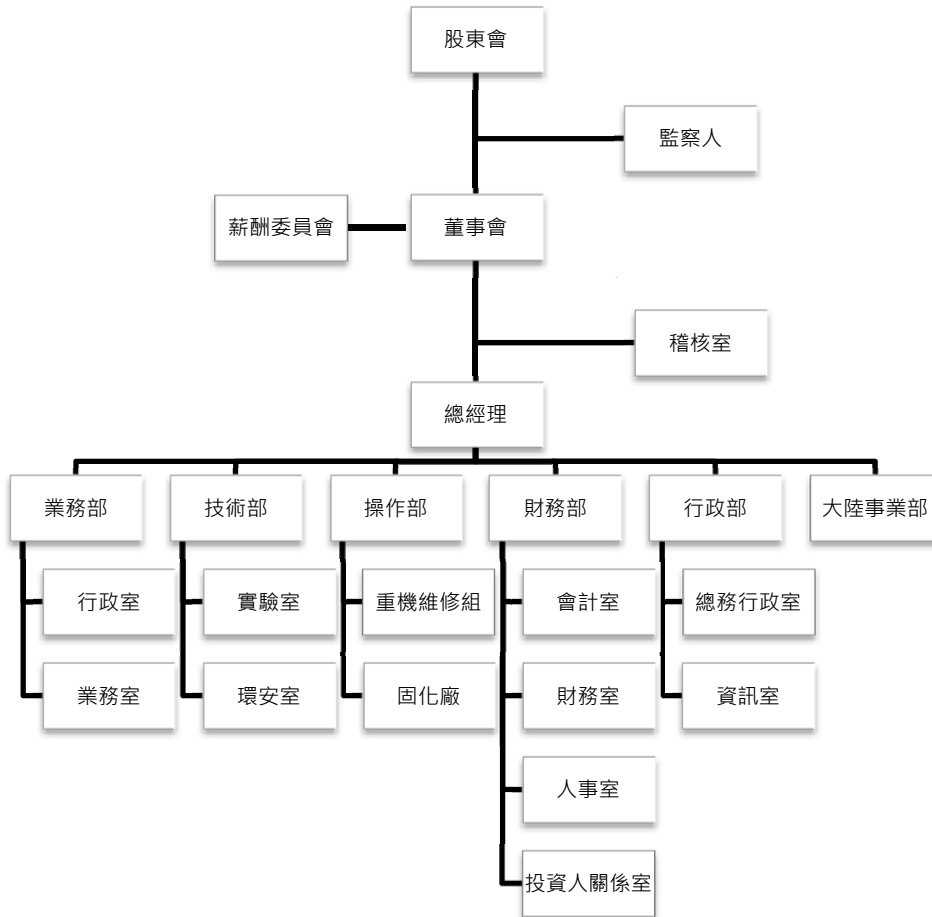 股東會
監察人
薪酬委員會
董事會
稽核室
總經理
業務部
技術部
操作部
財務部
行政部
大陸事業部
行政室
實驗室
重機維修組
會計室
總務行政室
業務室
環安室
固化廠
財務室
資訊室
人事室
投資人關係室